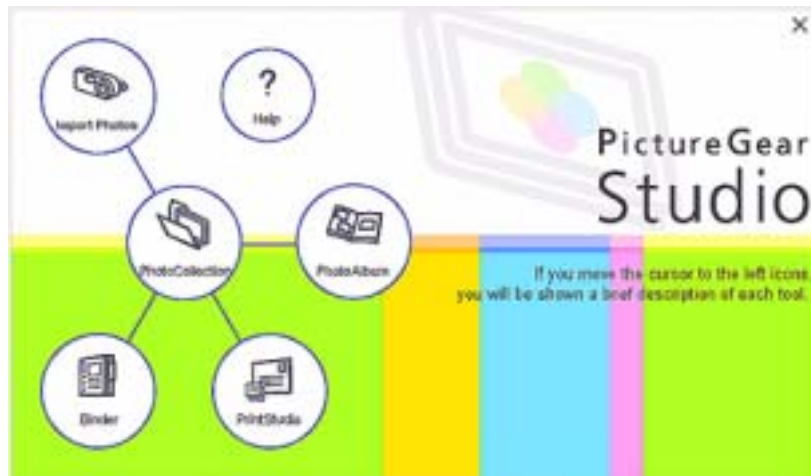 Import Photos
?
Help
PictureGear
Studio
PhotoCollection
PhotoAlbum
If you move the cursor to the left icons
you will be shown a brief description of each tool.
Binder
PrintStudio